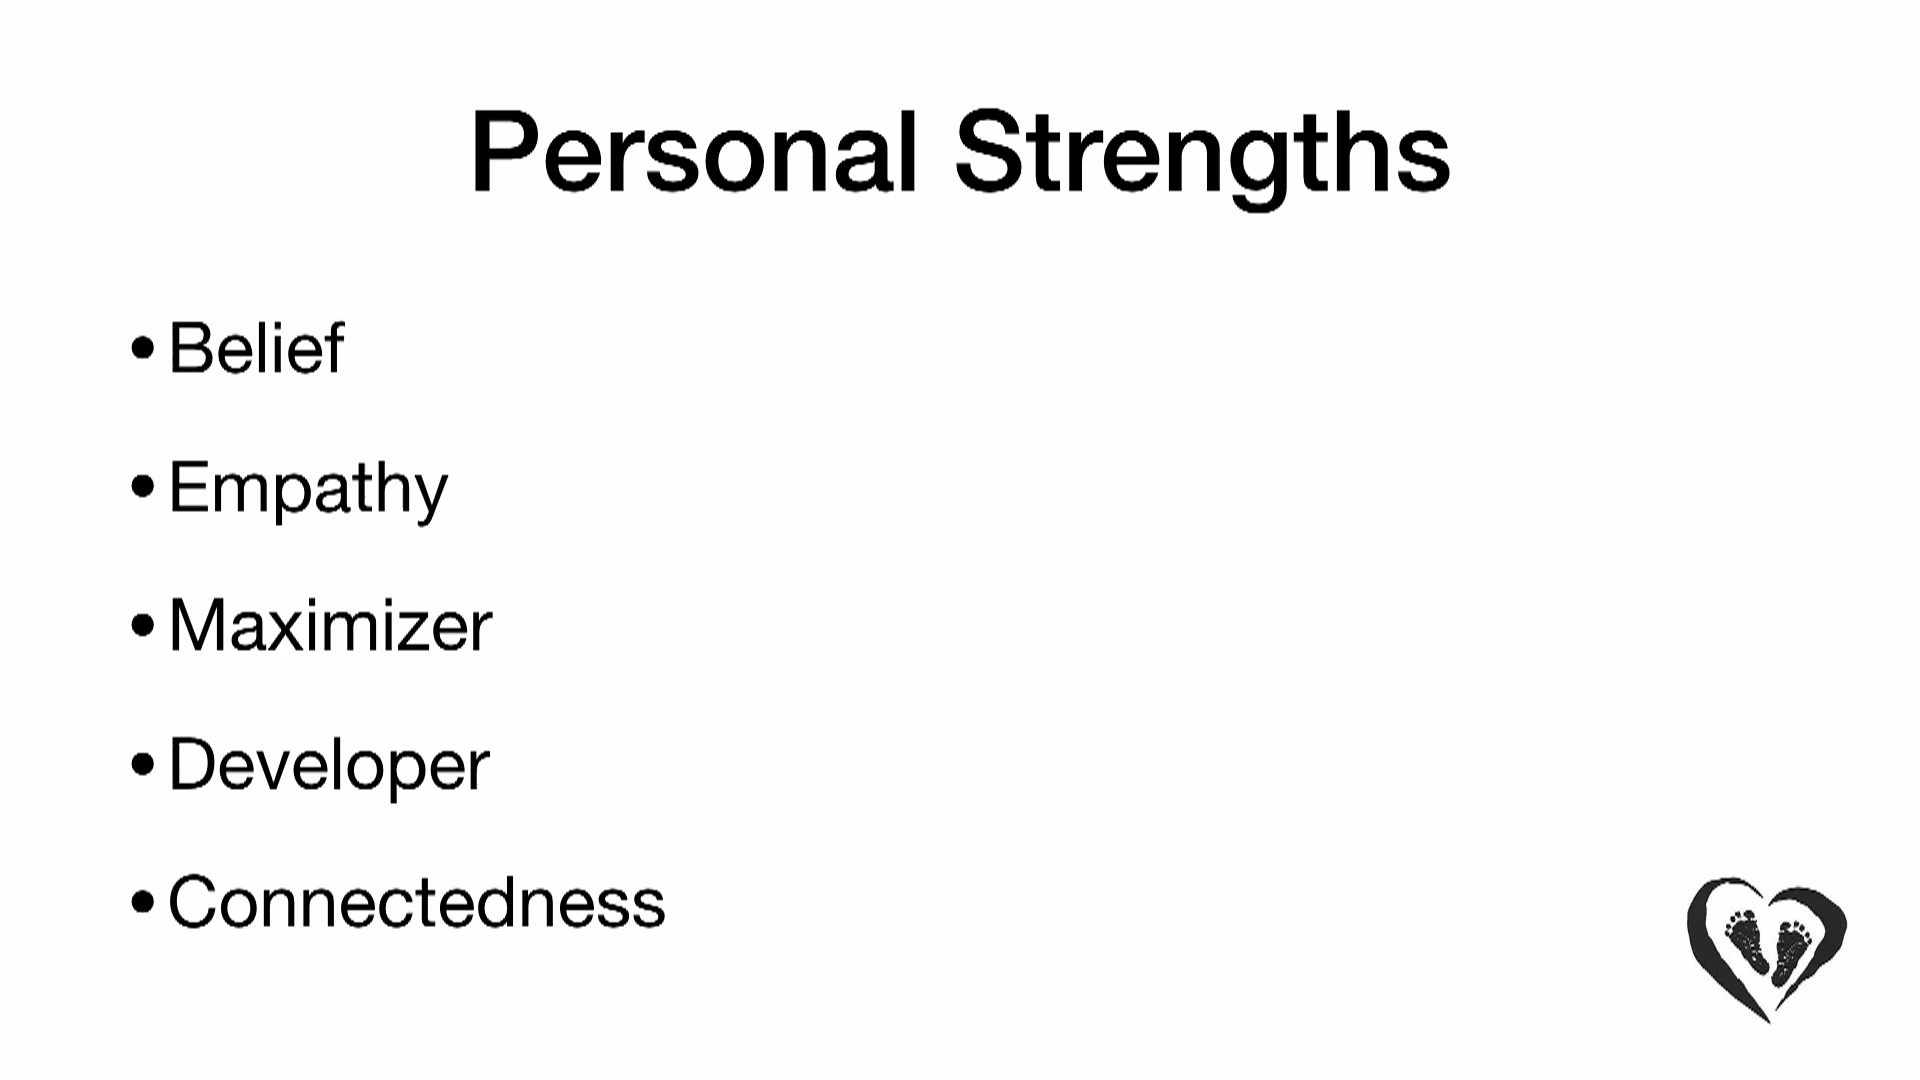 Personal Strengths
• Belief
• Empathy
• Maximizer
• Developer
• Connectedness